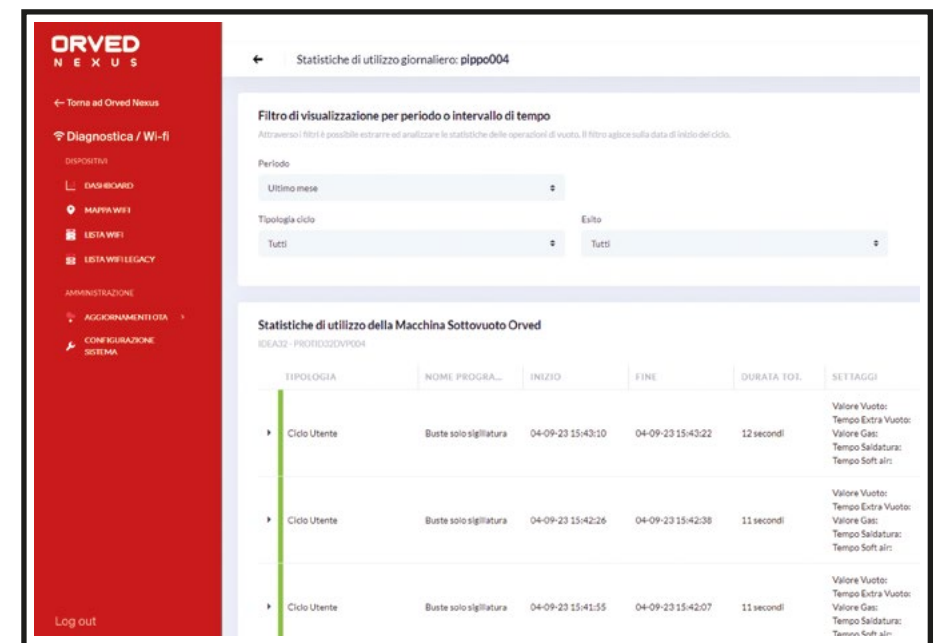 ORVED
NEXUS
← Torna ad Orved Nexus
Diagnostica / Wi-fi
DISPOSITIVI
DASHBOARD
MAPPA WIFI
LISTA WIFI
LISTA WIFI LEGACY
AMMINISTRAZIONE
AGGIORNAMENTI OTA
CONFIGURAZIONE
SISTEMA
Log out
← Statistiche di utilizzo giornaliero: pippo004
Filtro di visualizzazione per periodo o intervallo di tempo
Attraverso i filtri è possibile estrarre ed analizzare le statistiche delle operazioni di vuoto. Il filtro agisce sulla data di inizio del ciclo.
Periodo
Ultimo mese
Tipologia ciclo Esito
Tutti Tutti
Statistiche di utilizzo della Macchina Sottovuoto Orved
IDEA32 - PROTID32DVP004
TIPOLOGIA NOME PROGRA... INIZIO FINE DURATA TOT. SETTAGGI
Valore Vuoto:
Tempo Extra Vuoto:
Ciclo Utente Buste solo sigillatura 04-09-23 15:43:10 04-09-23 15:43:22 12 secondi Valore Gas:
Tempo Saldatura:
Tempo Soft air:
Valore Vuoto:
Tempo Extra Vuoto:
Ciclo Utente Buste solo sigillatura 04-09-23 15:42:26 04-09-23 15:42:38 11 secondi Valore Gas:
Tempo Saldatura:
Tempo Soft air:
Valore Vuoto:
Tempo Extra Vuoto:
Ciclo Utente Buste solo sigillatura 04-09-23 15:41:55 04-09-23 15:42:07 11 secondi Valore Gas:
Tempo Saldatura:
Tempo Soft air: